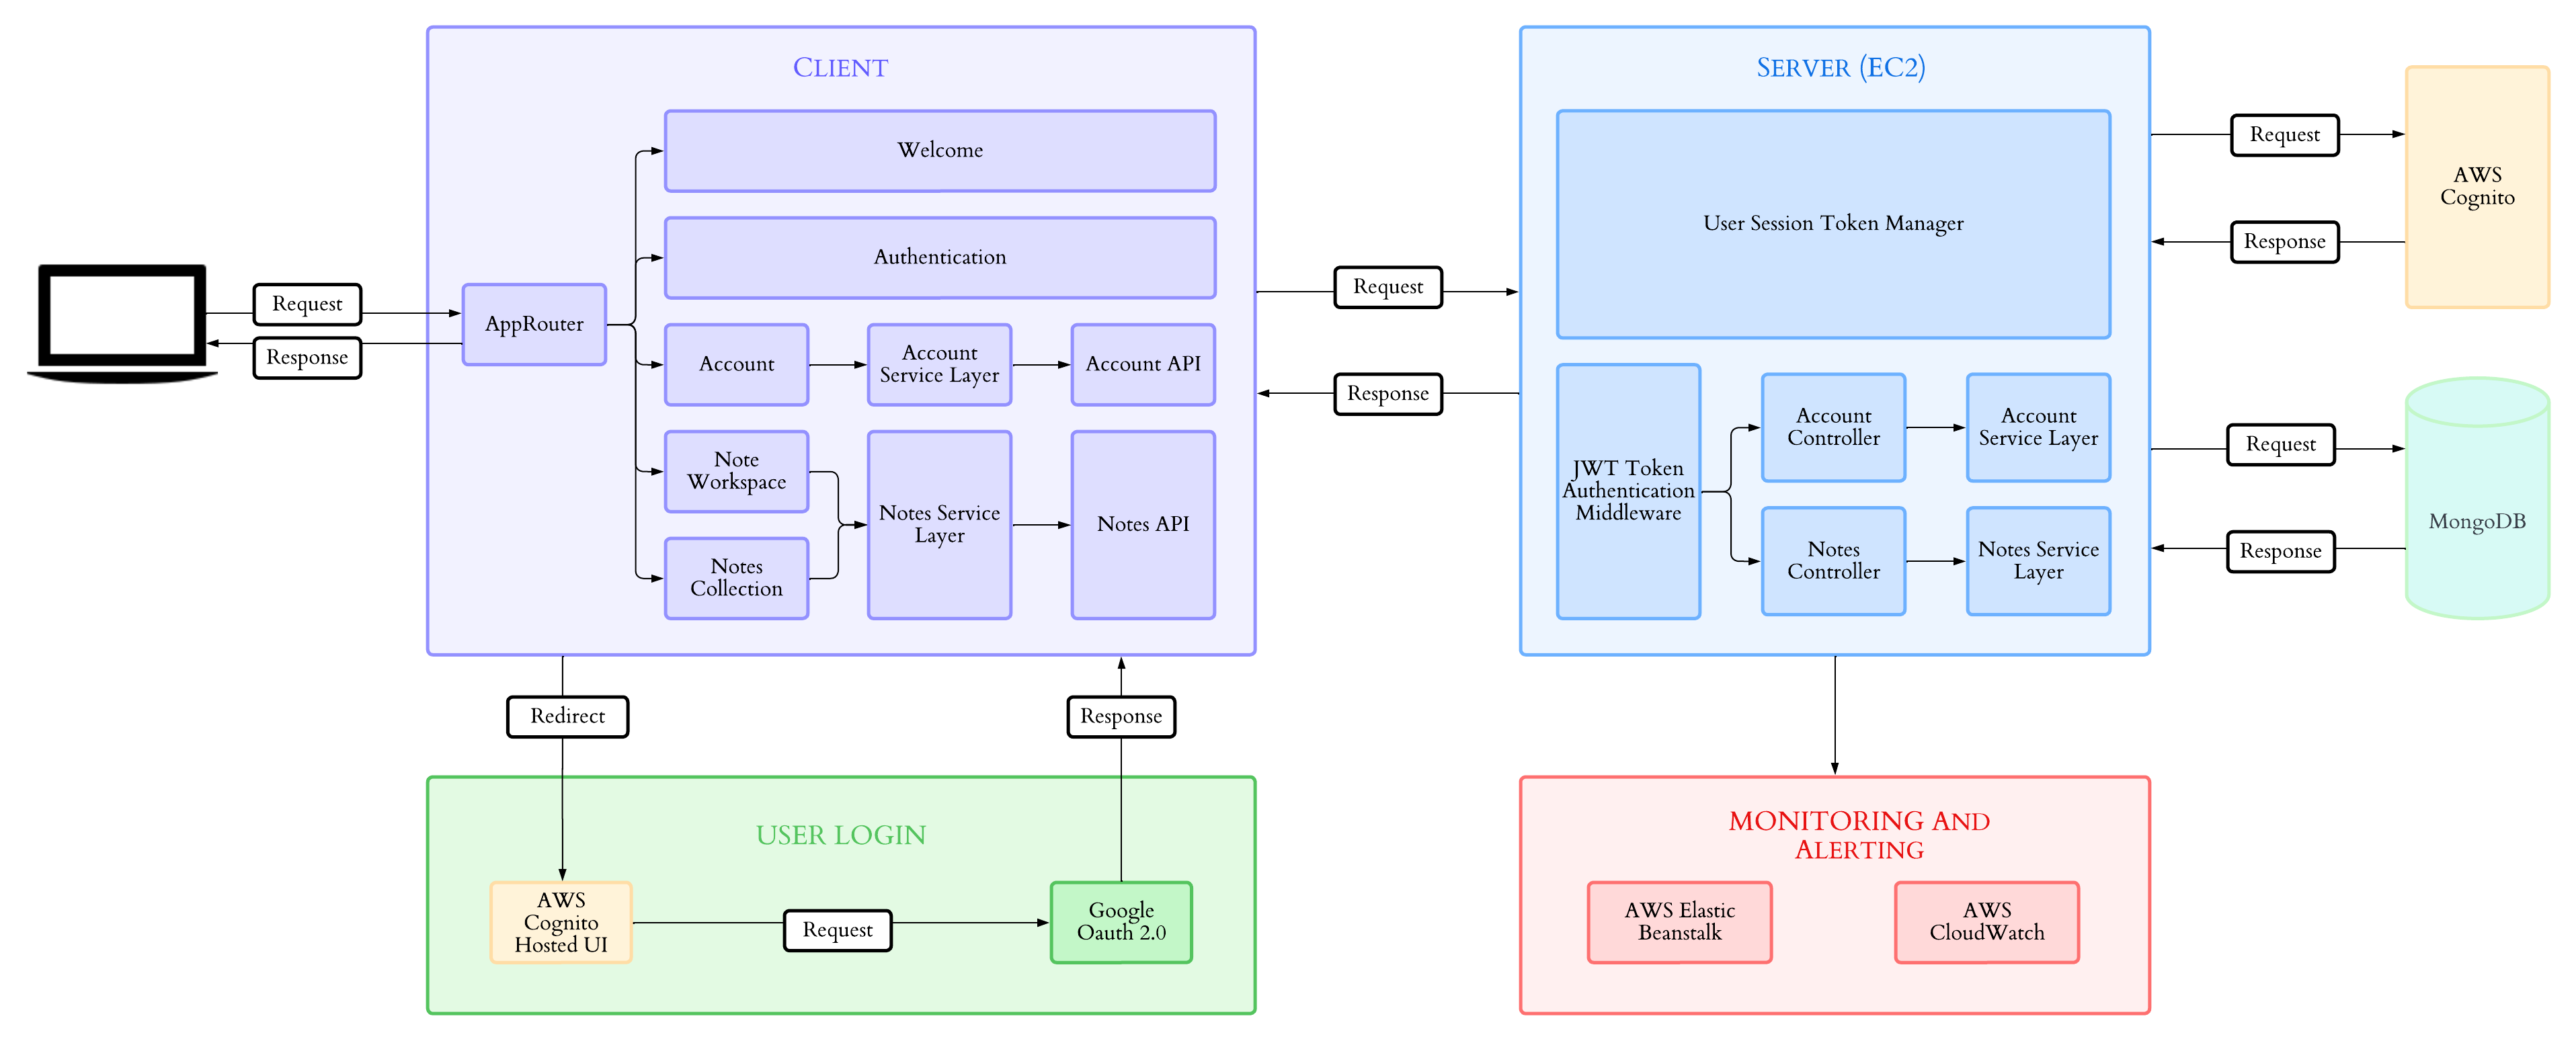 CLIENT
SERVER (EC2)
Welcome
Authentication
AppRouter
Account
Account
Service Layer
Account API
Note
Workspace
Notes
Collection
Notes Service
Layer
Notes API
Request
Response
Request
Response
User Session Token Manager
JWT Token
Authentication
Middleware
Account
Controller
Account
Service Layer
Notes
Controller
Notes Service
Layer
Request
Response
AWS
Cognito
Request
Response
MongoDB
Redirect
Response
USER LOGIN
AWS
Cognito
Hosted UI
Request
Google
Oauth 2.0
MONITORING AND
ALERTING
AWS Elastic
Beanstalk
AWS
CloudWatch